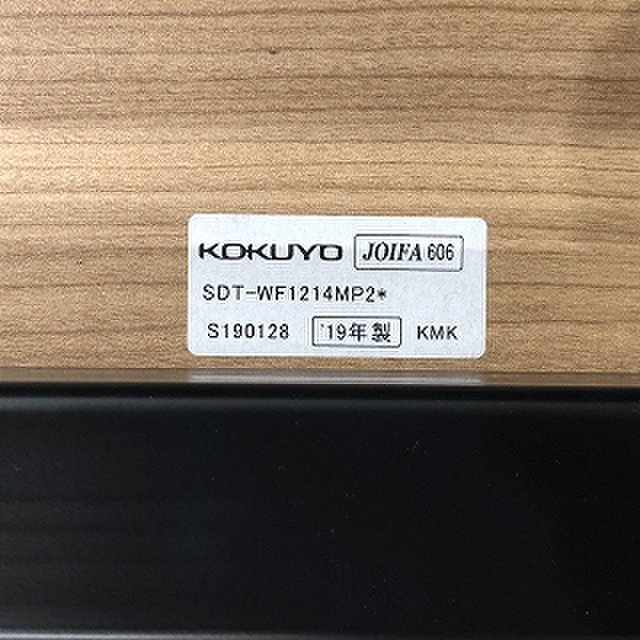 KOKUYO JOIFA 606
SDT-WF1214MP2*
S190128 '19年製 KMK